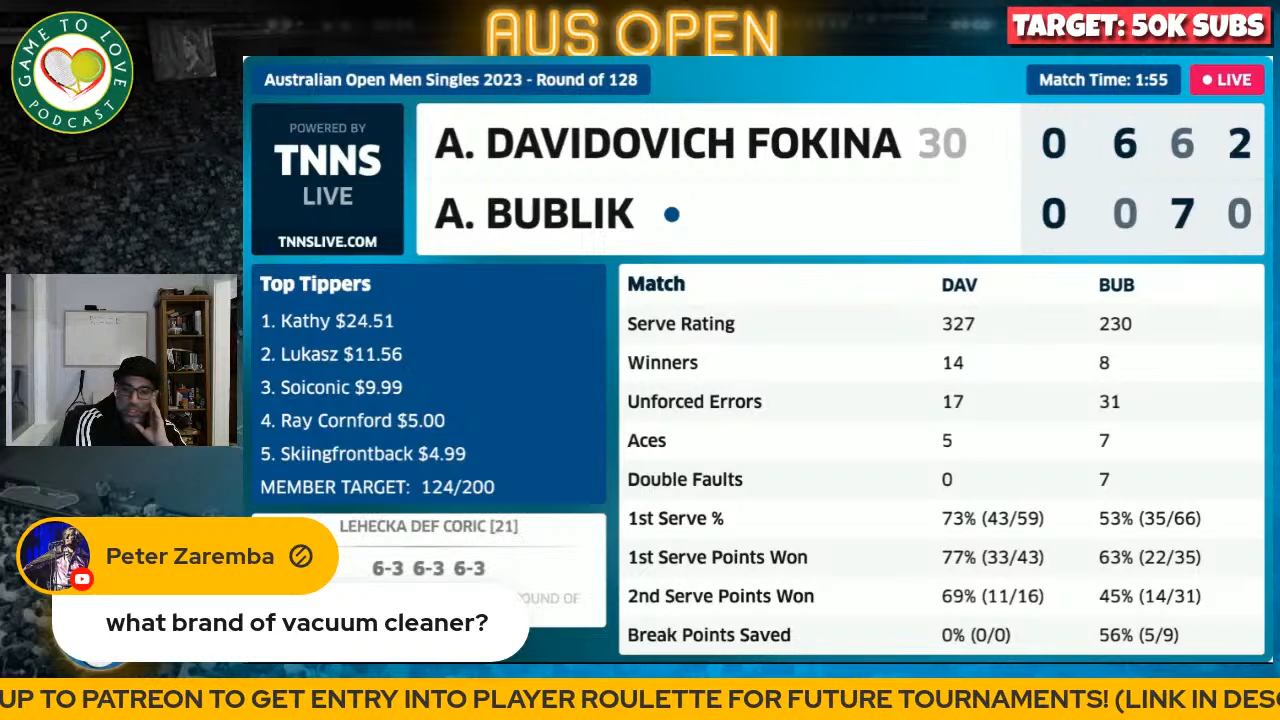 GAME TO LOVE
PODCAST
AUS OPEN
TARGET: 50K SUBS
Australian Open Men Singles 2023 - Round of 128
Match Time: 1:55
LIVE
POWERED BY
TNNS
LIVE
TNNSLIVE.COM
A. DAVIDOVICH FOKINA 30 0 6 6 2
A. BUBLIK 0 0 7 0
Top Tippers
1. Kathy $24.51
2. Lukasz $11.56
3. Soiconic $9.99
4. Ray Cornford $5.00
5. Skiingfrontback $4.99
MEMBER TARGET: 124/200
LEHECKA DEF CORIC [21]
6-3 6-3 6-3
OUND OF
Match DAV BUB
Serve Rating 327 230
Winners 14 8
Unforced Errors 17 31
Aces 5 7
Double Faults 0 7
1st Serve % 73% (43/59) 53% (35/66)
1st Serve Points Won 77% (33/43) 63% (22/35)
2nd Serve Points Won 69% (11/16) 45% (14/31)
Break Points Saved 0% (0/0) 56% (5/9)
Peter Zaremba
what brand of vacuum cleaner?
UP TO PATREON TO GET ENTRY INTO PLAYER ROULETTE FOR FUTURE TOURNAMENTS! (LINK IN DESC